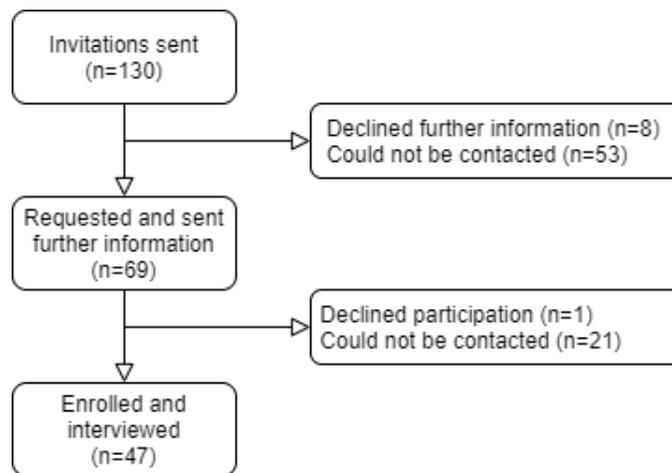 Invitations sent
(n=130)
Declined further information (n=8)
Could not be contacted (n=53)
Requested and sent
further information
(n=69)
Declined participation (n=1)
Could not be contacted (n=21)
Enrolled and
interviewed
(n=47)